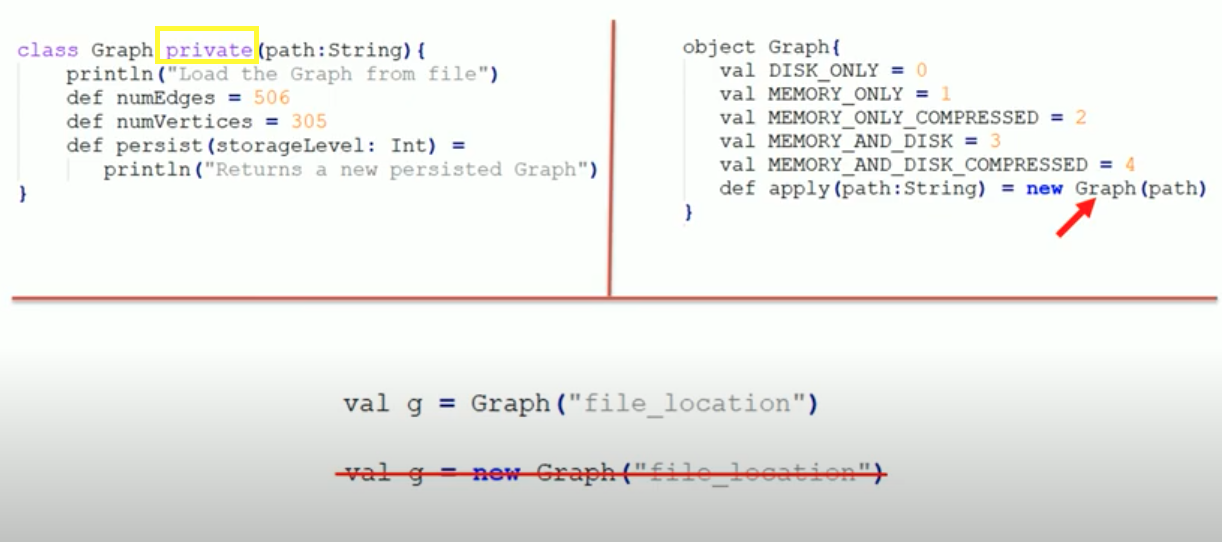 class Graph private(path:String){
println("Load the Graph from file")
def numEdges = 506
def numVertices = 305
def persist(storageLevel: Int) =
println("Returns a new persisted Graph")
}
object Graph{
val DISK_ONLY = 0
val MEMORY_ONLY = 1
val MEMORY_ONLY_COMPRESSED = 2
val MEMORY_AND_DISK = 3
val MEMORY_AND_DISK_COMPRESSED = 4
def apply(path:String) = new Graph(path)
}
val g = Graph("file_location")
val g = new Graph("file_location")